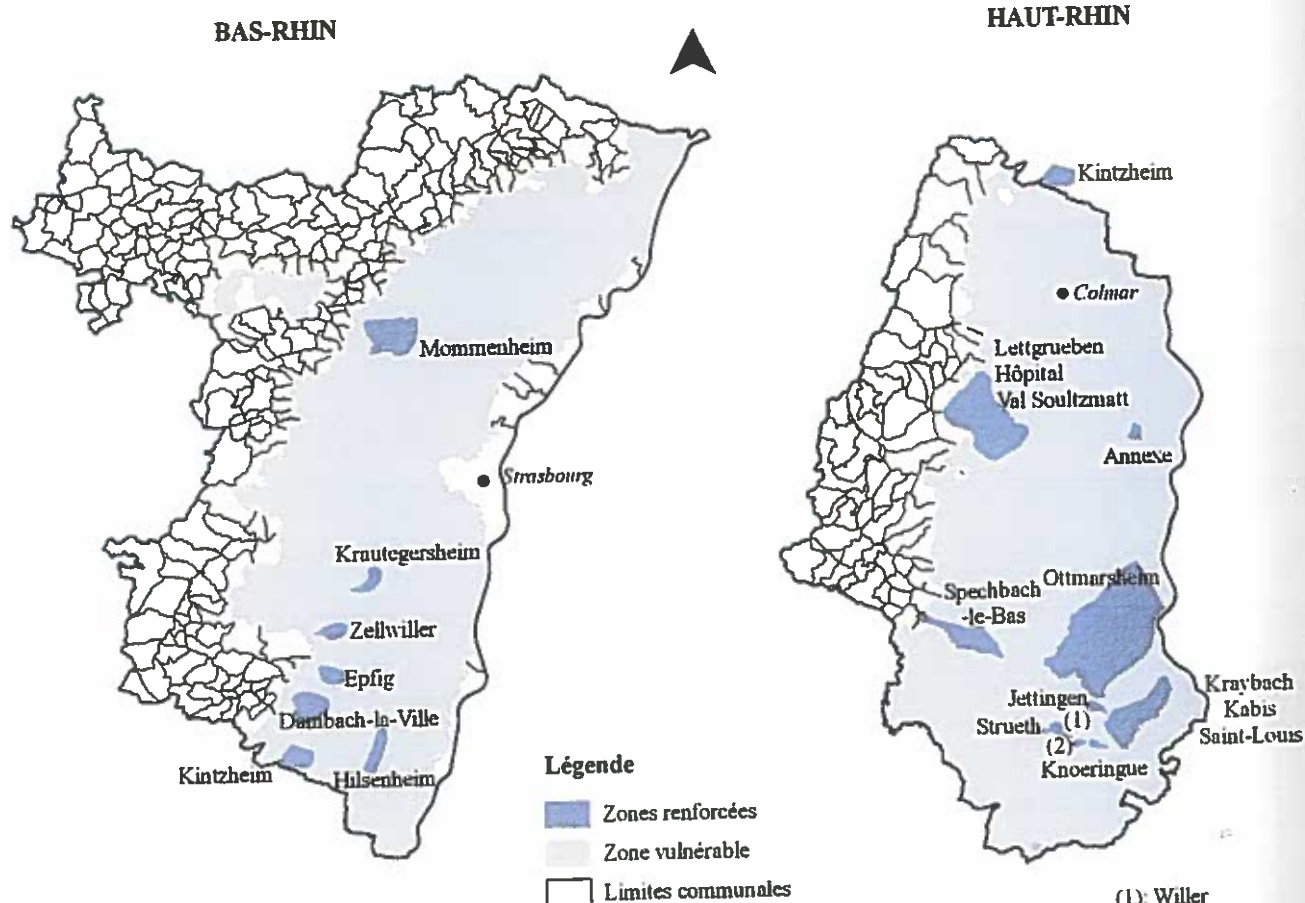 BAS-RHIN
HAUT-RHIN
Kintzheim
Colmar
Mommenheim
Lettgrueben
Hôpital
Val Soultzmatt
Annexe
Strasbourg
Krautegersheim
Zellwiller
Epfig
Dambach-la-Ville
Kintzheim
Hilsenheim
Spechbach
-le-Bas
Ottmarsheim
Jettingen
(1)
Strueth
(2)
Knoeringue
Kraybach
Kabis
Saint-Louis
Légende
Zones renforcées
Zone vulnérable
Limites communales
(1): Willer